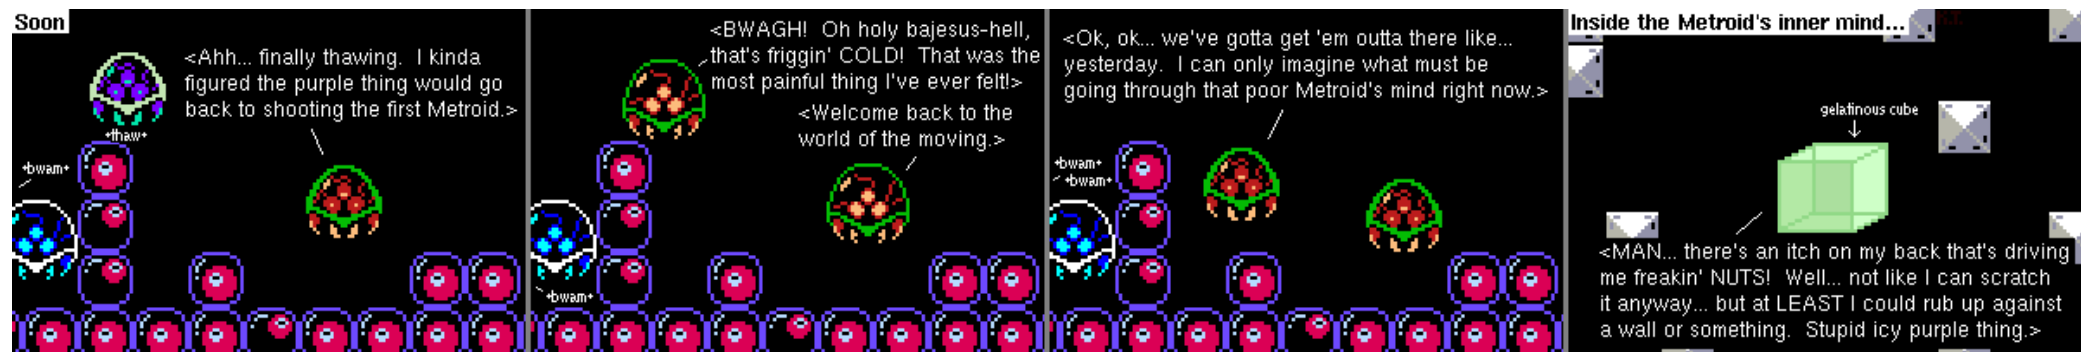 Soon
<Ahh... finally thawing.  I kinda
figured the purple thing would go
back to shooting the first Metroid.>
*thaw*
*bwam*
<BWAGH!  Oh holy bajesus-hell,
that's friggin' COLD!  That was the
most painful thing I've ever felt!>
<Welcome back to the
world of the moving.>
*bwam*
<Ok, ok... we've gotta get 'em outta there like...
yesterday.  I can only imagine what must be
going through that poor Metroid's mind right now.>
*bwam*
*bwam*
Inside the Metroid's inner mind...
gelatinous cube
<MAN... there's an itch on my back that's driving
me freakin' NUTS!  Well... not like I can scratch
it anyway... but at LEAST I could rub up against
a wall or something.  Stupid icy purple thing.>